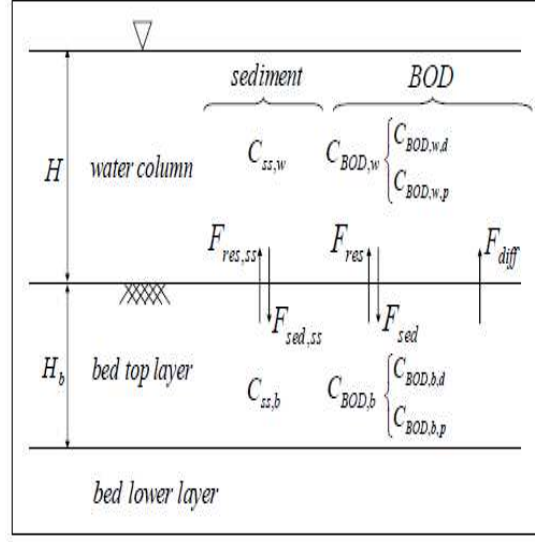 sediment BOD
H water column C_ss,w C_BOD,w { C_BOD,w,d
C_BOD,w,p
F_res,ss F_res F_diff
F_sed,ss F_sed
H_b bed top layer C_ss,b C_BOD,b { C_BOD,b,d
C_BOD,b,p
bed lower layer